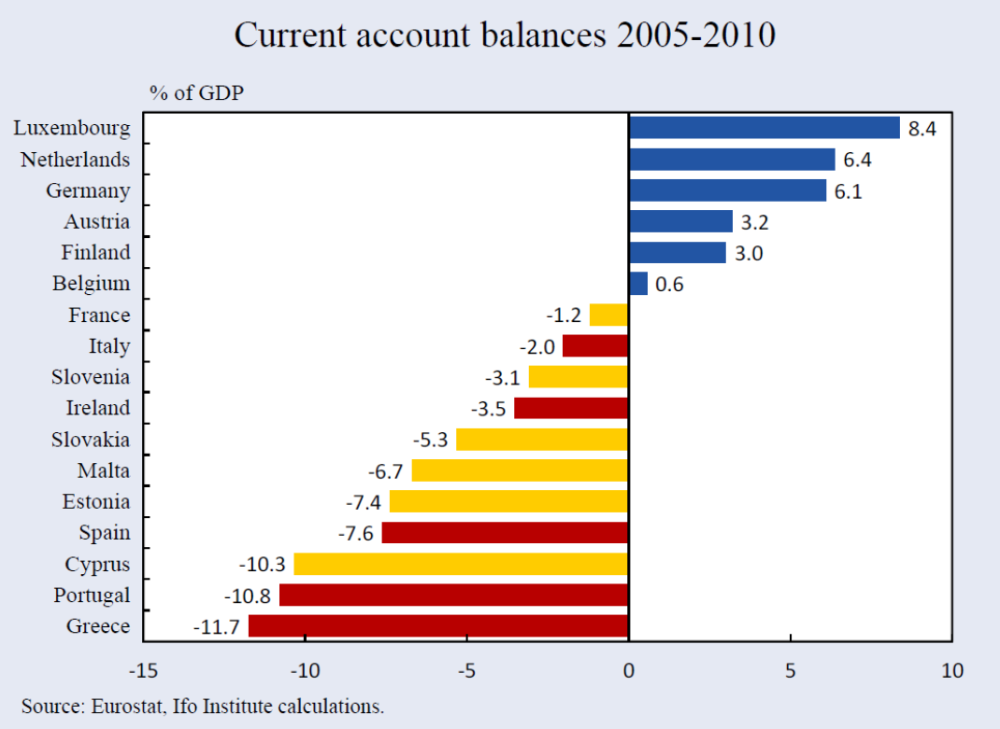 Current account balances 2005-2010
% of GDP
Luxembourg 8.4
Netherlands 6.4
Germany 6.1
Austria 3.2
Finland 3.0
Belgium 0.6
France -1.2
Italy -2.0
Slovenia -3.1
Ireland -3.5
Slovakia -5.3
Malta -6.7
Estonia -7.4
Spain -7.6
Cyprus -10.3
Portugal -10.8
Greece -11.7
-15 -10 -5 0 5 10
Source: Eurostat, Ifo Institute calculations.